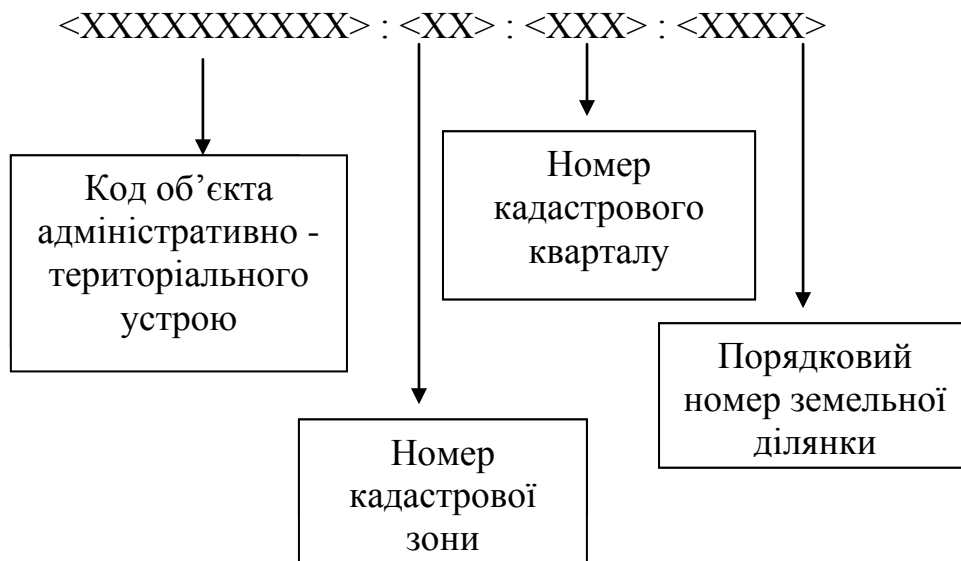 <XXXXXXXXXX> : <XX> : <XXX> : <XXXX>
Код об’єкта
адміністративно -
територіального
устрою
Номер
кадастрової
зони
Номер
кадастрового
кварталу
Порядковий
номер земельної
ділянки